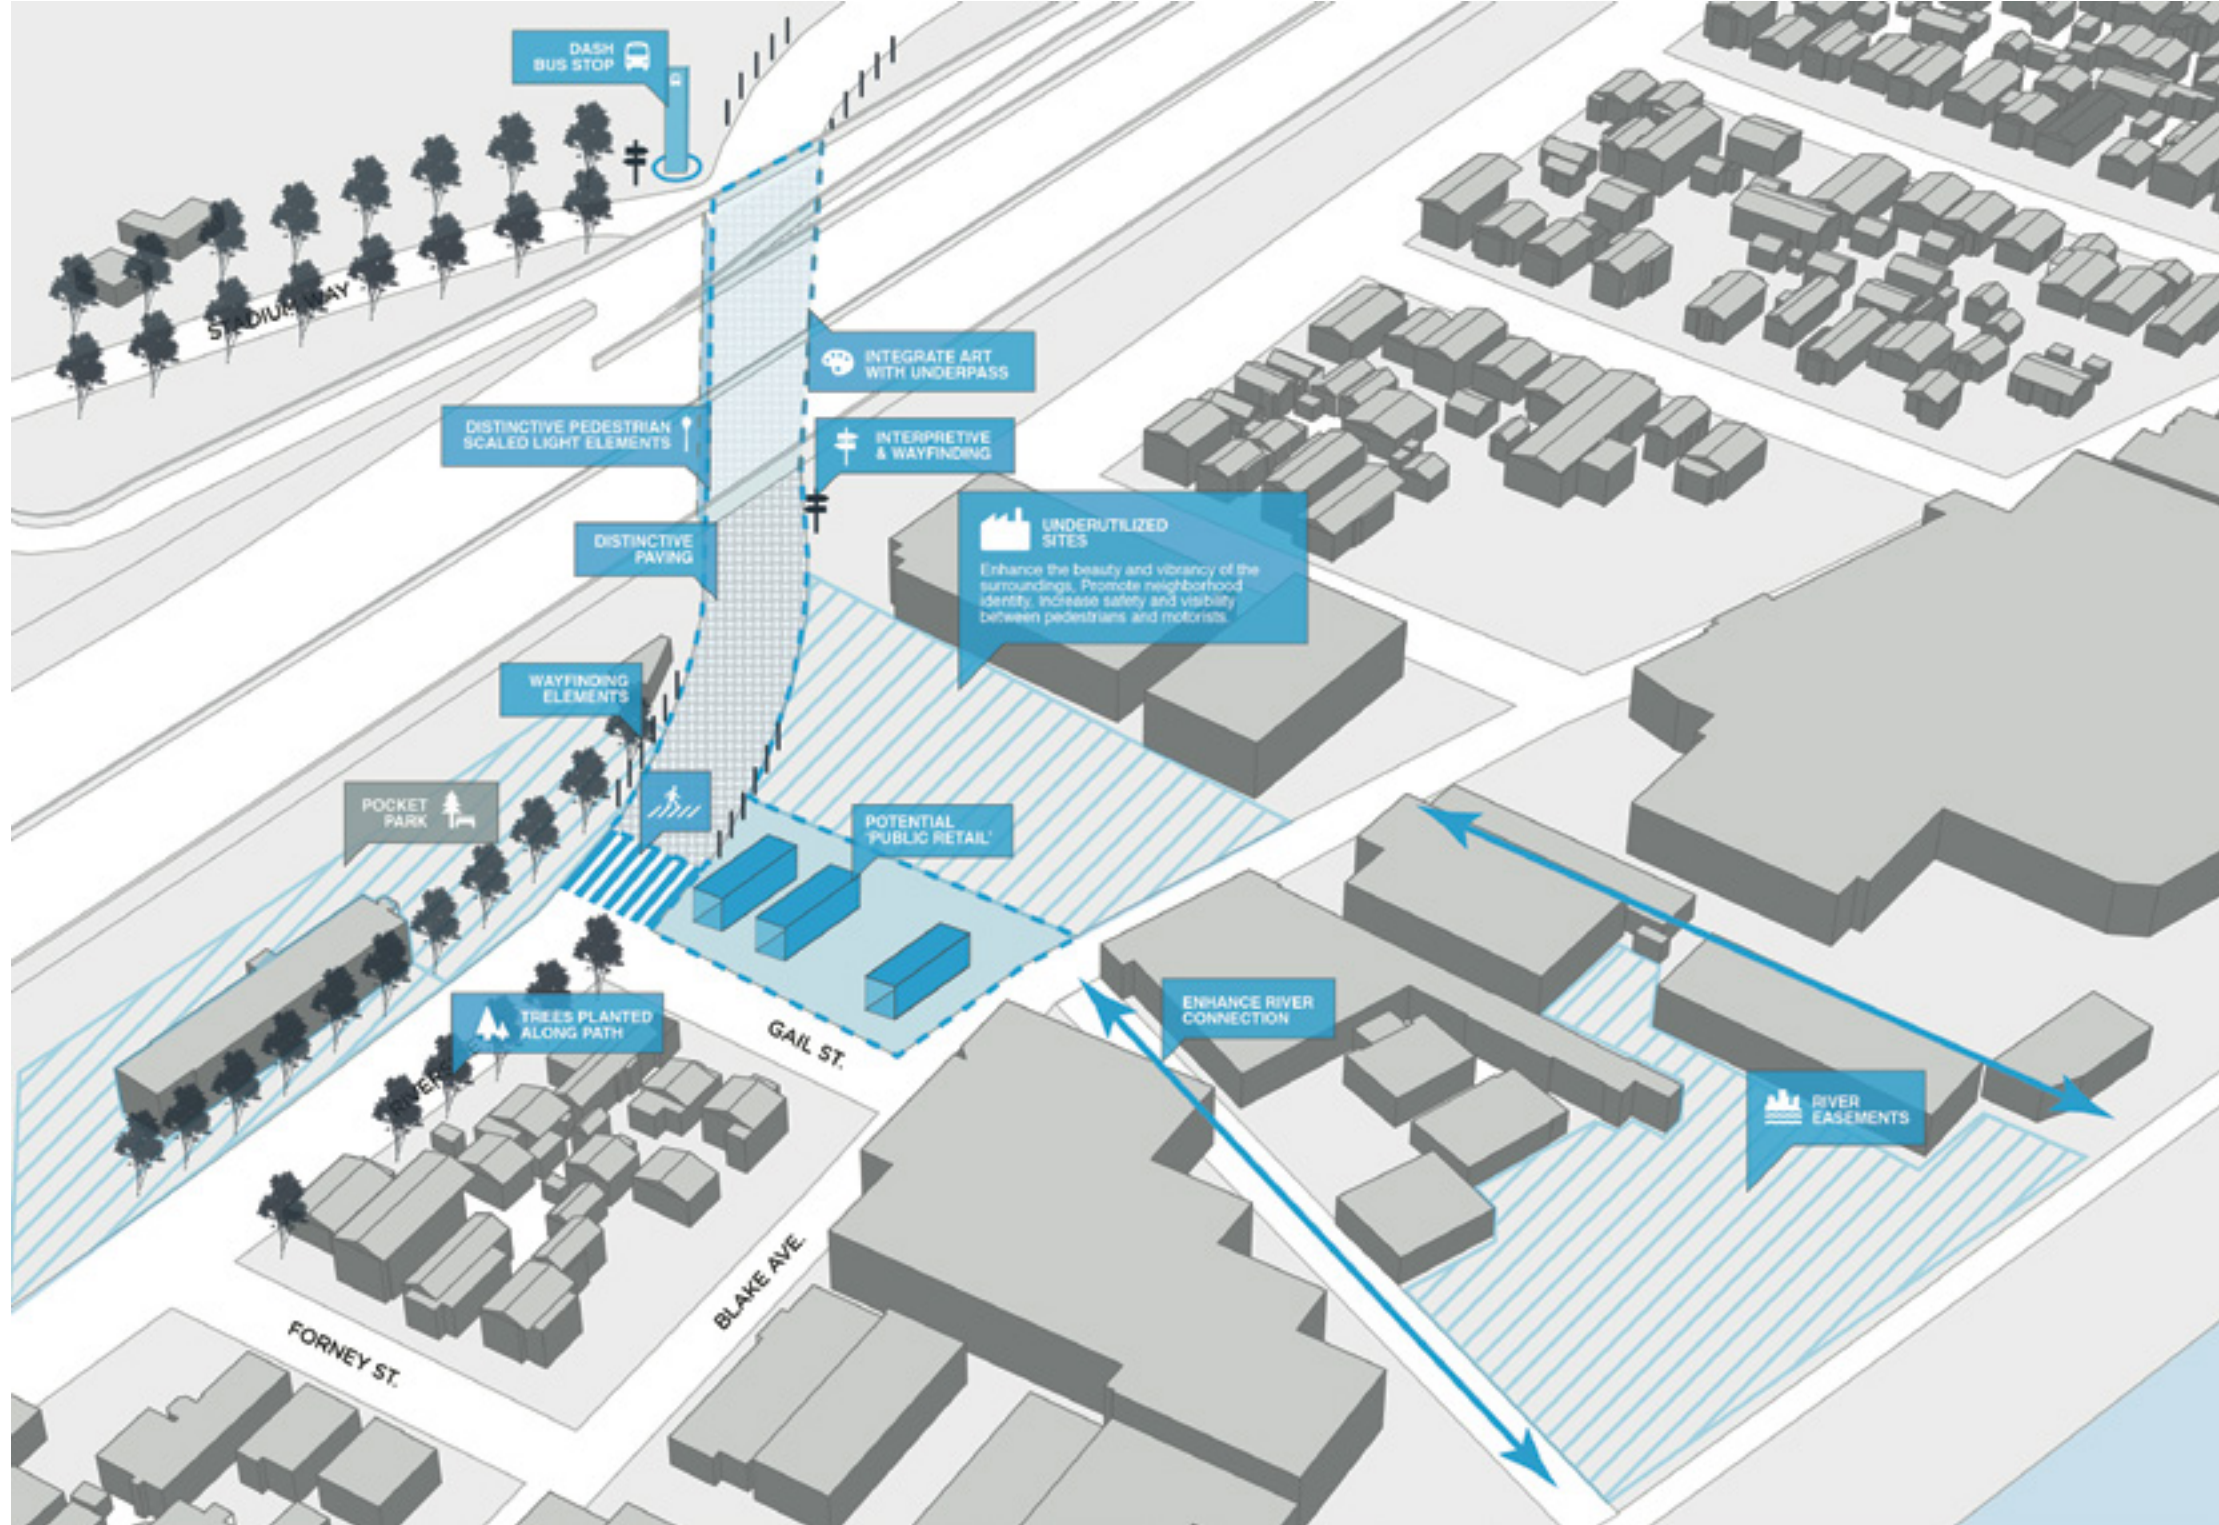 DASH
BUS STOP
STADIUM WAY
INTEGRATE ART
WITH UNDERPASS
DISTINCTIVE PEDESTRIAN
SCALED LIGHT ELEMENTS
INTERPRETIVE
& WAYFINDING
UNDERUTILIZED
SITES
Enhance the beauty and vibrancy of the
surroundings, Promote neighborhood
identity, Increase safety and visibility
between pedestrians and motorists.
DISTINCTIVE
PAVING
WAYFINDING
ELEMENTS
POCKET
PARK
POTENTIAL
'PUBLIC RETAIL'
ENHANCE RIVER
CONNECTION
TREES PLANTED
ALONG PATH
GAIL ST.
RIVER
EASEMENTS
BLAKE AVE.
FORNEY ST.